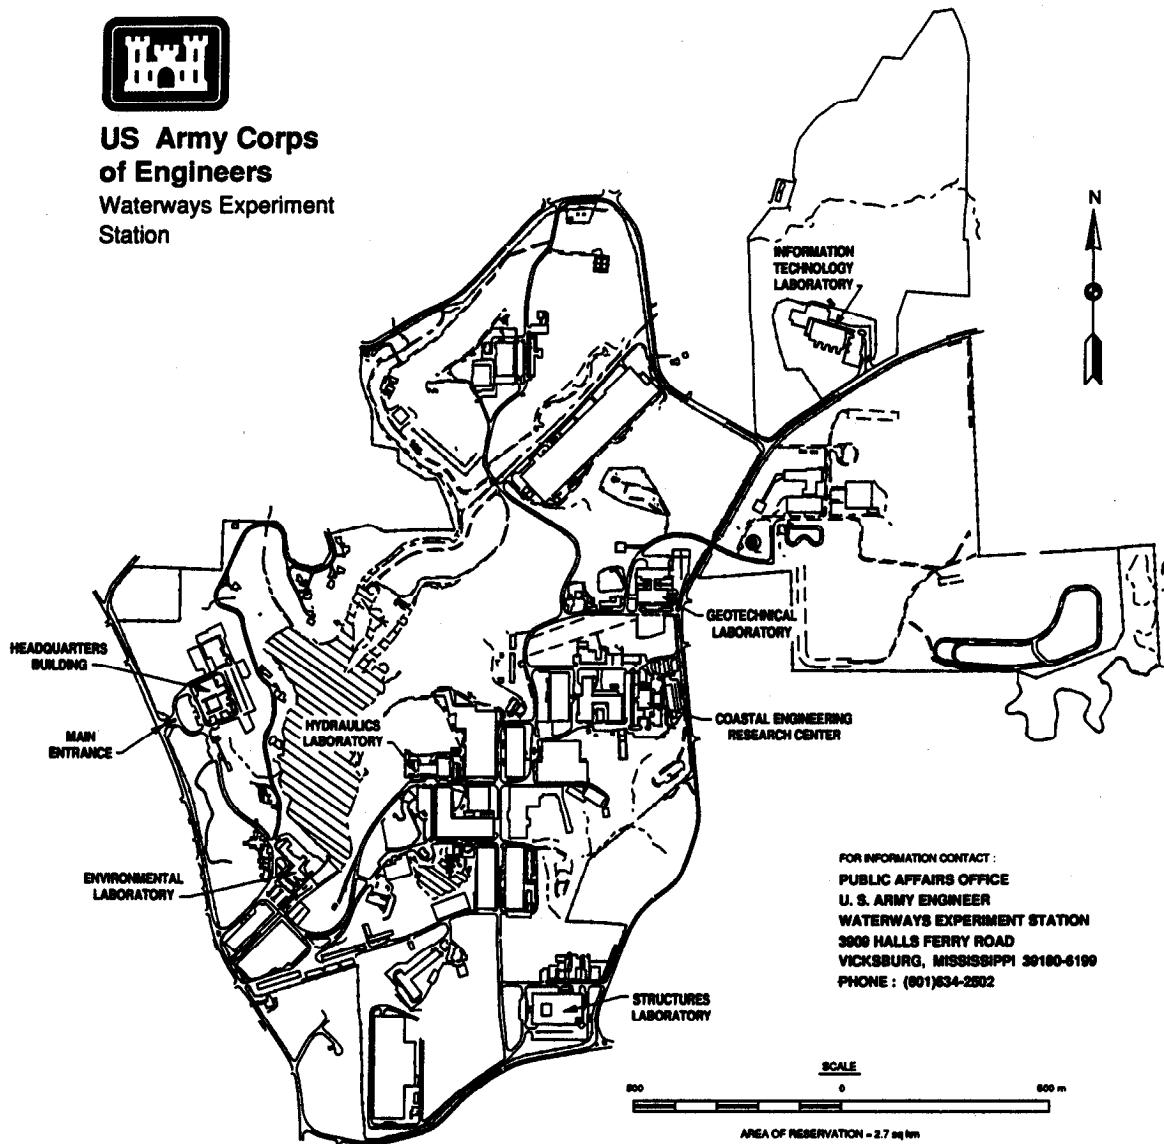 US Army Corps
of Engineers
Waterways Experiment
Station
N
INFORMATION
TECHNOLOGY
LABORATORY
GEOTECHNICAL
LABORATORY
HEADQUARTERS
BUILDING
MAIN
ENTRANCE
HYDRAULICS
LABORATORY
COASTAL ENGINEERING
RESEARCH CENTER
ENVIRONMENTAL
LABORATORY
STRUCTURES
LABORATORY
FOR INFORMATION CONTACT :
PUBLIC AFFAIRS OFFICE
U. S. ARMY ENGINEER
WATERWAYS EXPERIMENT STATION
3909 HALLS FERRY ROAD
VICKSBURG, MISSISSIPPI 39180-6199
PHONE : (601)634-2502
SCALE
500 0 500 m
AREA OF RESERVATION = 2.7 sq km